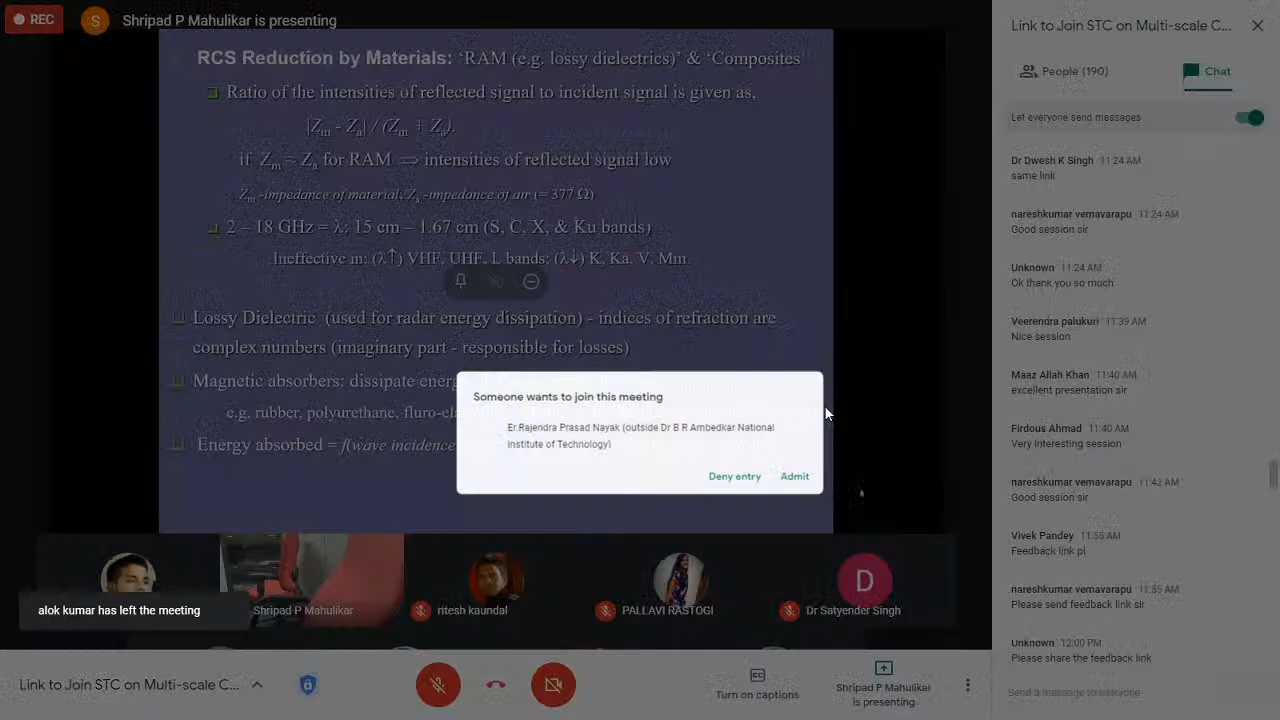 REC
S
Shripad P Mahulikar is presenting
RCS Reduction by Materials: 'RAM (e.g. lossy dielectrics)' & 'Composites'
Ratio of the intensities of reflected signal to incident signal is given as,
|Zm - Za| / (Zm + Za).
if Zm ≈ Za for RAM ⟹ intensities of reflected signal low
Zm -impedance of material, Za -impedance of air (= 377 Ω)
2 – 18 GHz ≡ λ: 15 cm – 1.67 cm (S, C, X, & Ku bands)
Ineffective in: (λ↑) VHF, UHF, L bands; (λ↓) K, Ka, V, Mm
Lossy Dielectric (used for radar energy dissipation) - indices of refraction are
complex numbers (imaginary part - responsible for losses)
Magnetic absorbers: dissipate energ
e.g. rubber, polyurethane, fluro-ela
Energy absorbed = f(wave incidence
Someone wants to join this meeting
Er.Rajendra Prasad Nayak (outside Dr B R Ambedkar National
Institute of Technology)
Deny entry Admit
alok kumar has left the meeting
Shripad P Mahulikar
ritesh kaundal
PALLAVI RASTOGI
D
Dr Satyender Singh
Link to Join STC on Multi-scale C...
Turn on captions
Shripad P Mahulikar
is presenting
Link to Join STC on Multi-scale C...
People (190)
Chat
Let everyone send messages
Dr Dwesh K Singh 11:24 AM
same link
nareshkumar vemavarapu 11:24 AM
Good session sir
Unknown 11:24 AM
Ok thank you so much
Veerendra palukuri 11:39 AM
Nice session
Maaz Allah Khan 11:40 AM
excellent presentation sir
Firdous Ahmad 11:40 AM
Very interesting session
nareshkumar vemavarapu 11:42 AM
Good session sir
Vivek Pandey 11:55 AM
Feedback link pl
nareshkumar vemavarapu 11:55 AM
Please send feedback link sir
Unknown 12:00 PM
Please share the feedback link
Send a message to everyone